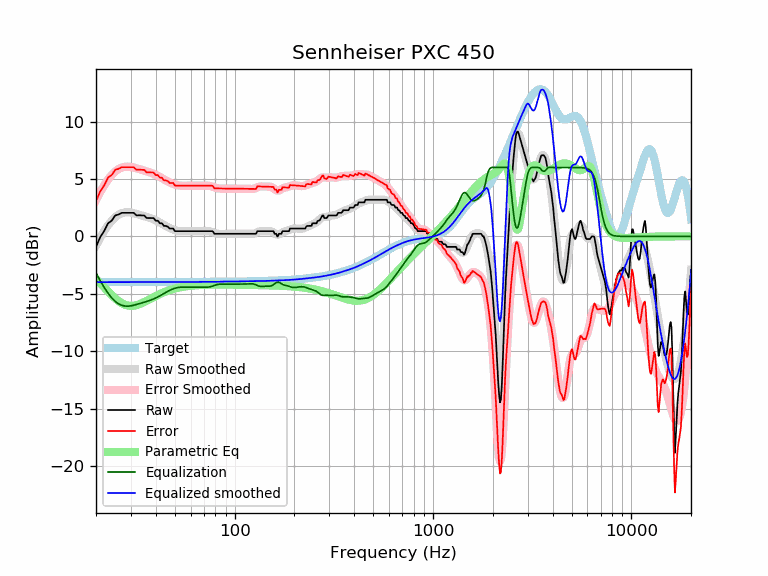 Sennheiser PXC 450
Amplitude (dBr)
10
5
0
−5
−10
−15
−20
Target
Raw Smoothed
Error Smoothed
Raw
Error
Parametric Eq
Equalization
Equalized smoothed
100
1000
10000
Frequency (Hz)